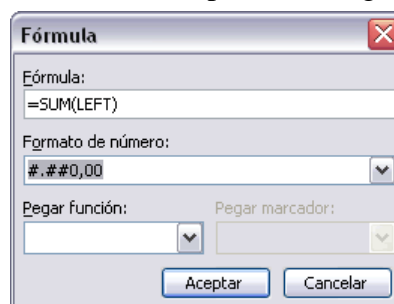 Fórmula
Fórmula:
=SUM(LEFT)
Formato de número:
#.##0,00
Pegar función:
Pegar marcador:
Aceptar
Cancelar